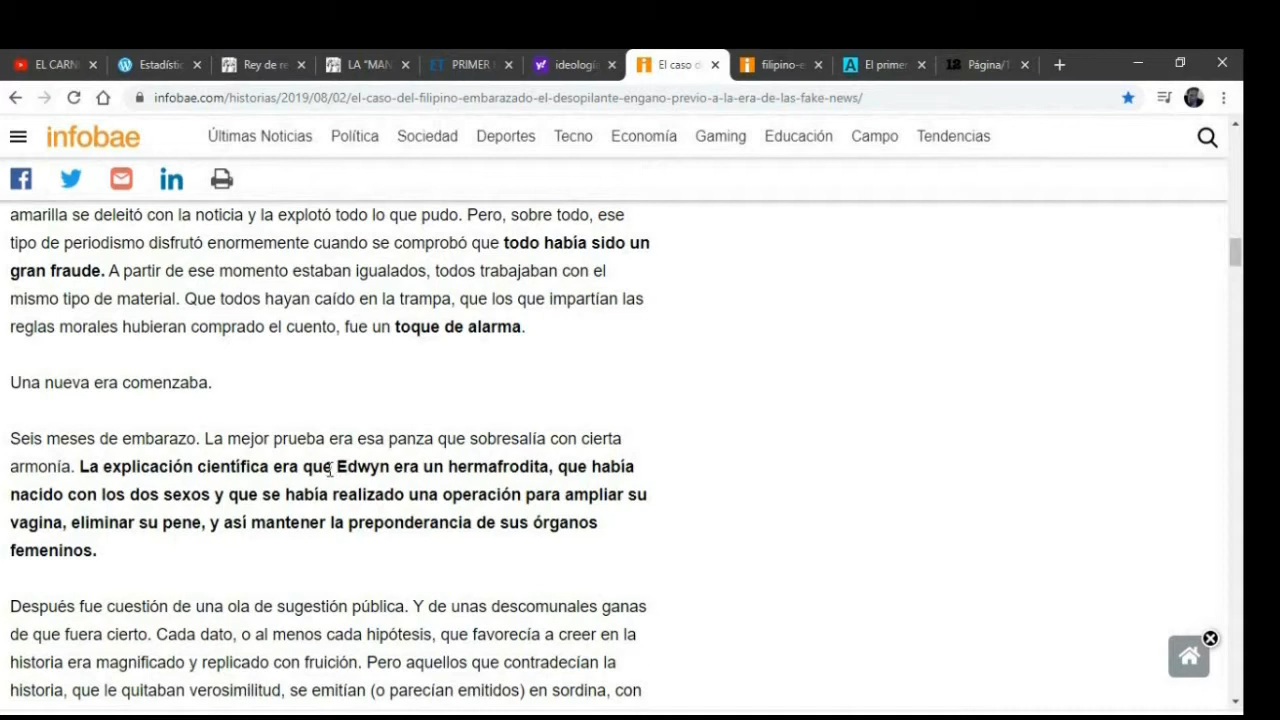 EL CARN
Estadísti
Rey de re
LA "MAN
PRIMER
ideologí
El caso d
filipino-e
El primer
Página/1
infobae.com/historias/2019/08/02/el-caso-del-filipino-embarazado-el-desopilante-engano-previo-a-la-era-de-las-fake-news/
infobae
Últimas Noticias
Política
Sociedad
Deportes
Tecno
Economía
Gaming
Educación
Campo
Tendencias
amarilla se deleitó con la noticia y la explotó todo lo que pudo. Pero, sobre todo, ese
tipo de periodismo disfrutó enormemente cuando se comprobó que todo había sido un
gran fraude. A partir de ese momento estaban igualados, todos trabajaban con el
mismo tipo de material. Que todos hayan caído en la trampa, que los que impartían las
reglas morales hubieran comprado el cuento, fue un toque de alarma.
Una nueva era comenzaba.
Seis meses de embarazo. La mejor prueba era esa panza que sobresalía con cierta
armonía. La explicación científica era que Edwyn era un hermafrodita, que había
nacido con los dos sexos y que se había realizado una operación para ampliar su
vagina, eliminar su pene, y así mantener la preponderancia de sus órganos
femeninos.
Después fue cuestión de una ola de sugestión pública. Y de unas descomunales ganas
de que fuera cierto. Cada dato, o al menos cada hipótesis, que favorecía a creer en la
historia era magnificado y replicado con fruición. Pero aquellos que contradecían la
historia, que le quitaban verosimilitud, se emitían (o parecían emitidos) en sordina, con